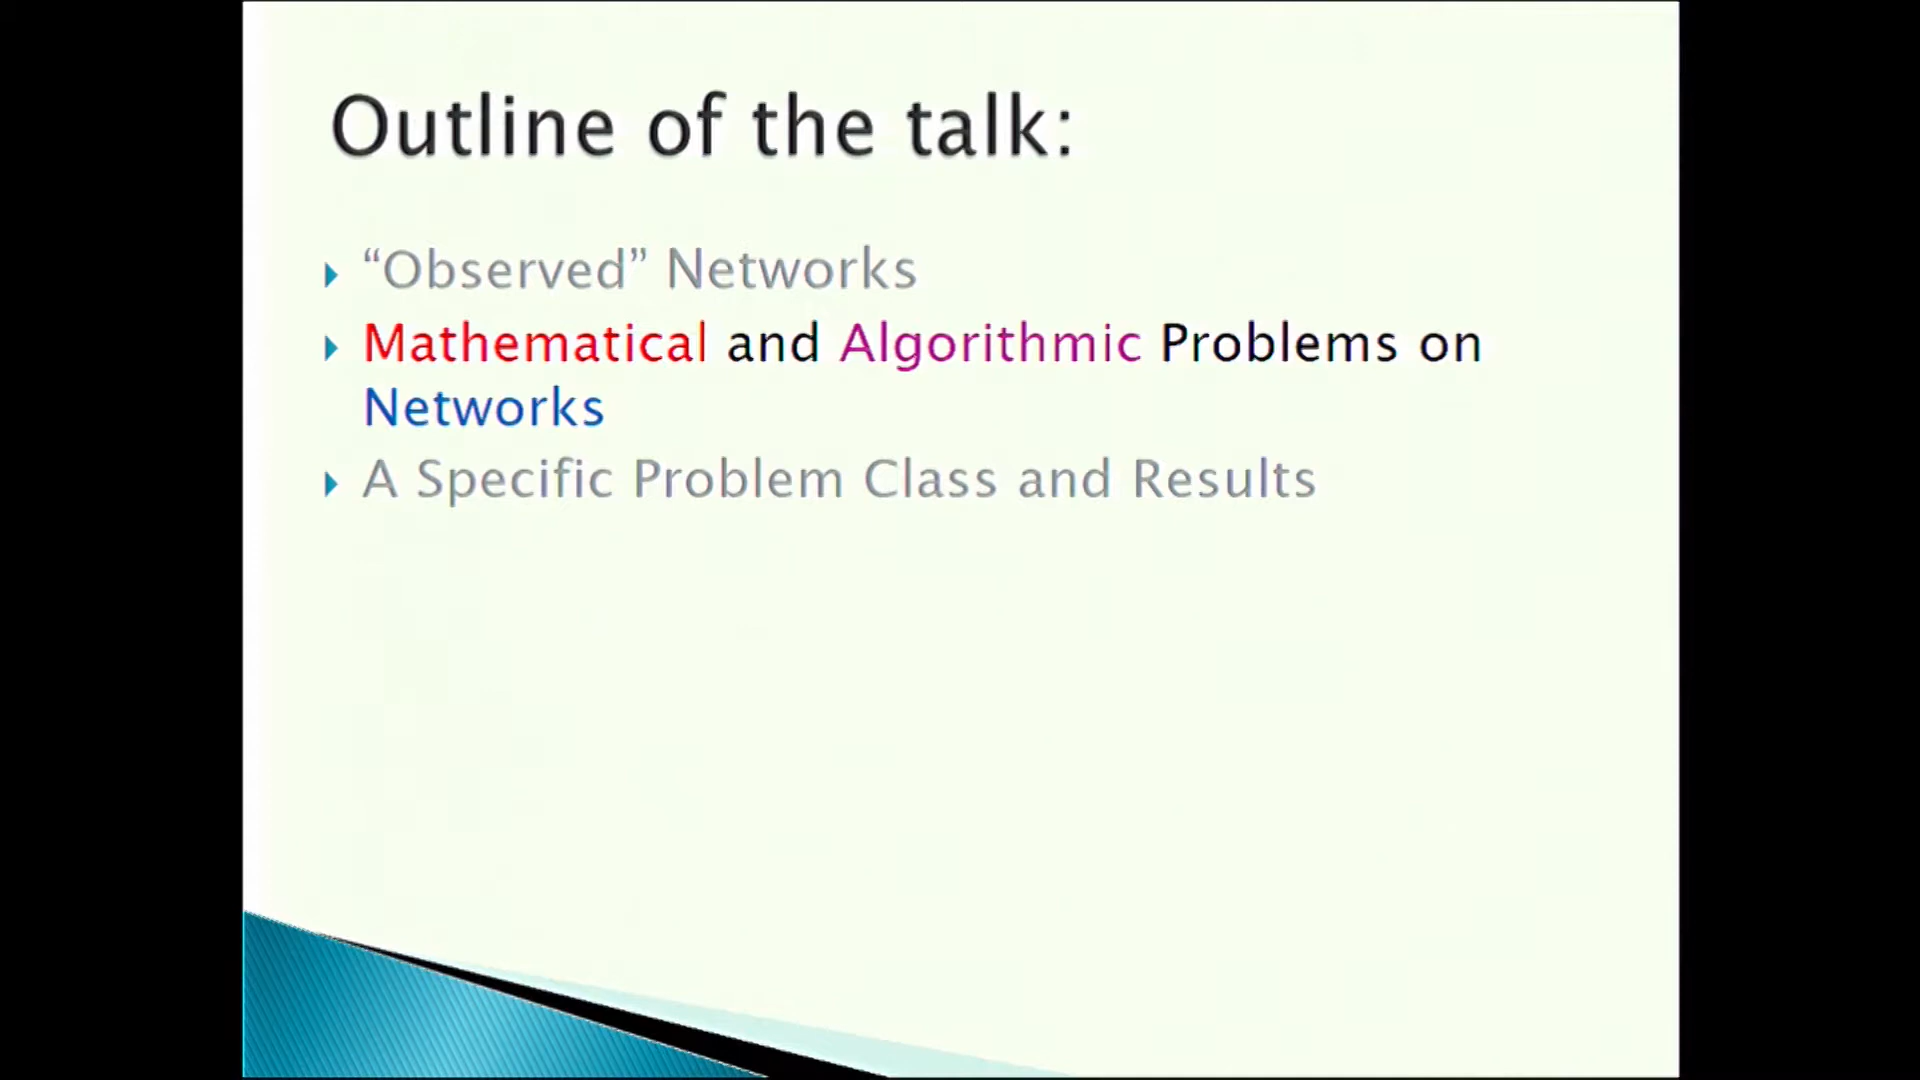 Outline of the talk:
“Observed” Networks
Mathematical and Algorithmic Problems on
Networks
A Specific Problem Class and Results